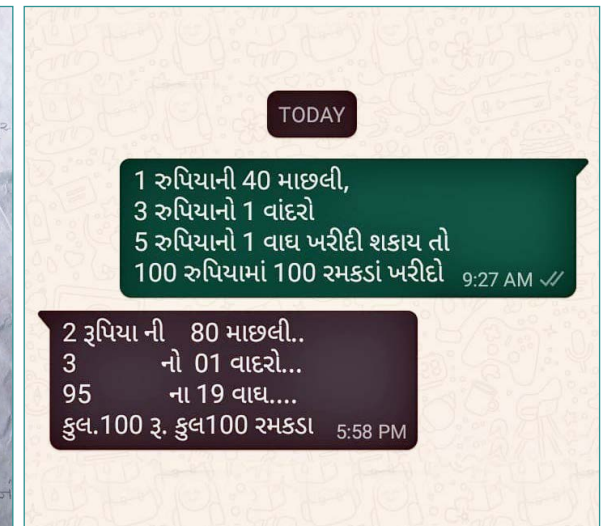 TODAY
1 રુપિયાની 40 માછલી,
3 રુપિયાનો 1 વાંદરો
5 રુપિયાનો 1 વાઘ ખરીદી શકાય તો
100 રુપિયામાં 100 રમકડાં ખરીદો 9:27 AM
2 રૂપિયા ની 80 માછલી..
3 નો 01 વાદરો...
95 ના 19 વાઘ....
કુલ.100 રૂ. કુલ100 રમકડા 5:58 PM